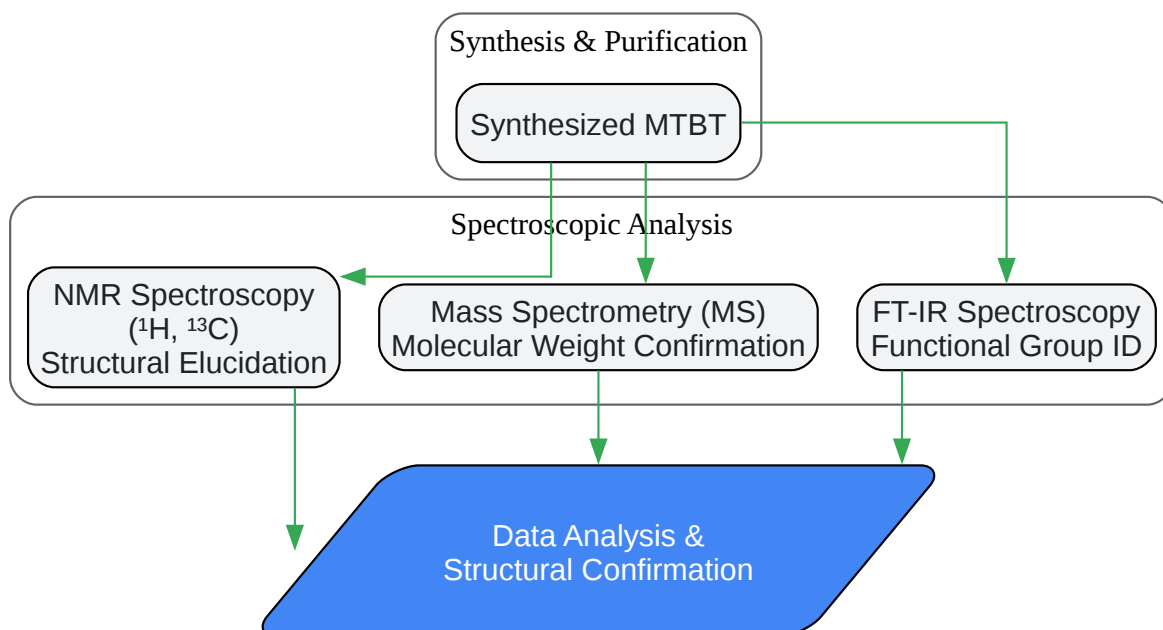 Synthesis & Purification
Synthesized MTBT
Spectroscopic Analysis
NMR Spectroscopy
(¹H, ¹³C)
Structural Elucidation
Mass Spectrometry (MS)
Molecular Weight Confirmation
FT-IR Spectroscopy
Functional Group ID
Data Analysis &
Structural Confirmation